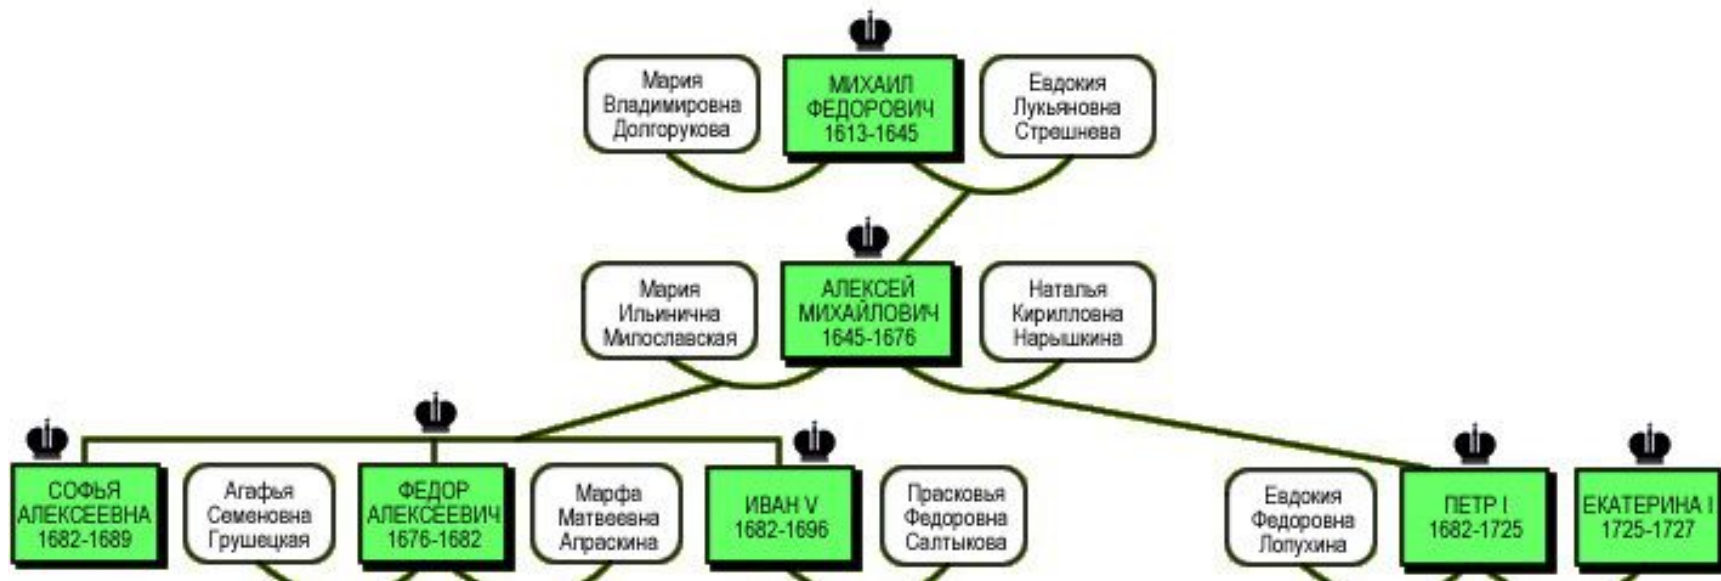 Мария
Владимировна
Долгорукова
МИХАИЛ
ФЕДОРОВИЧ
1613-1645
Евдокия
Лукьяновна
Стрешнева
Мария
Ильинична
Милославская
АЛЕКСЕЙ
МИХАЙЛОВИЧ
1645-1676
Наталья
Кирилловна
Нарышкина
СОФЬЯ
АЛЕКСЕЕВНА
1682-1689
Агафья
Семеновна
Грушецкая
ФЕДОР
АЛЕКСЕЕВИЧ
1676-1682
Марфа
Матвеевна
Апраскина
ИВАН V
1682-1696
Прасковья
Федоровна
Салтыкова
Евдокия
Федоровна
Лопухина
ПЕТР I
1682-1725
ЕКАТЕРИНА I
1725-1727